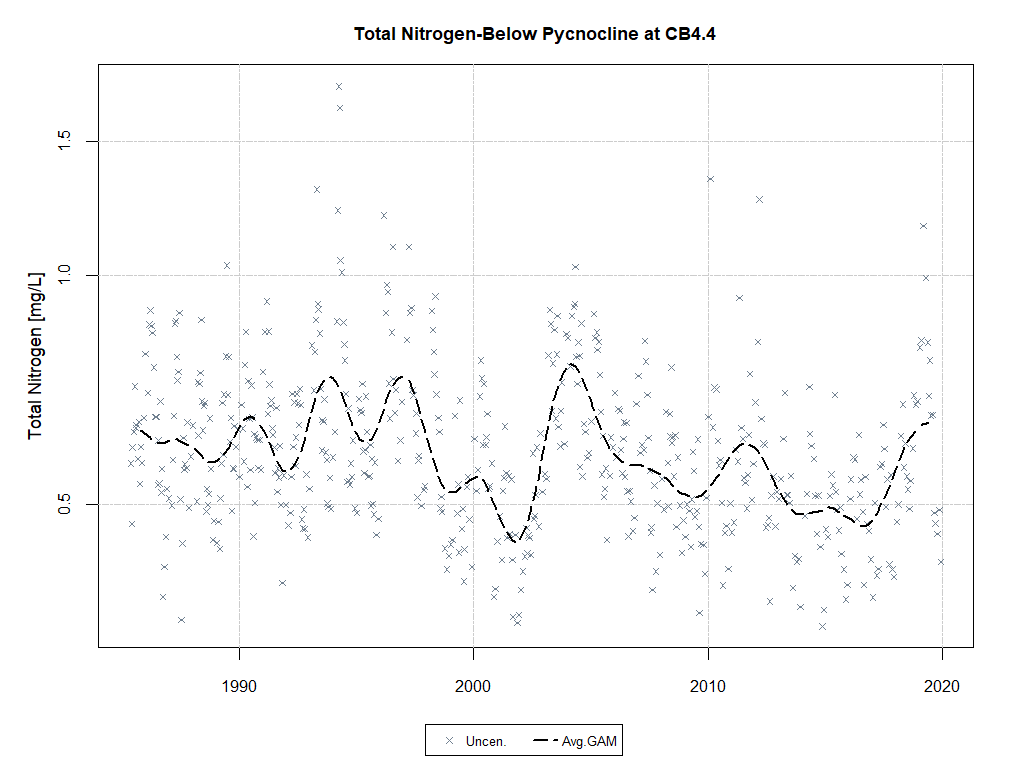 Total Nitrogen-Below Pycnocline at CB4.4
Total Nitrogen [mg/L]
1.5
1.0
0.5
1990 2000 2010 2020
Uncen. Avg.GAM